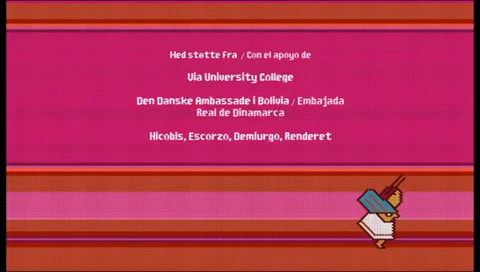 Med støtte fra / Con el apoyo de
Via University College
Den Danske Ambassade i Bolivia / Embajada
Real de Dinamarca
Nicobis, Escorzo, Demiurgo, Renderet